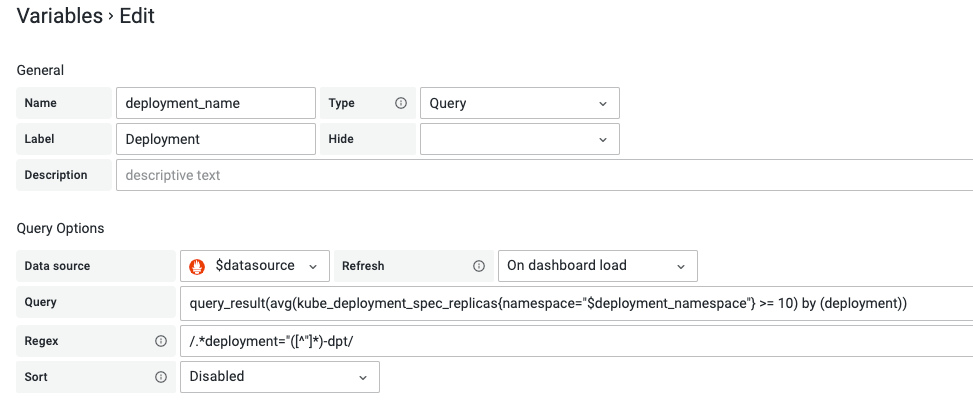 Variables › Edit
General
Name deployment_name Type Query
Label Deployment Hide
Description descriptive text
Query Options
Data source $datasource Refresh On dashboard load
Query query_result(avg(kube_deployment_spec_replicas{namespace="$deployment_namespace"} >= 10) by (deployment))
Regex /.*deployment="([^"]*)-dpt/
Sort Disabled